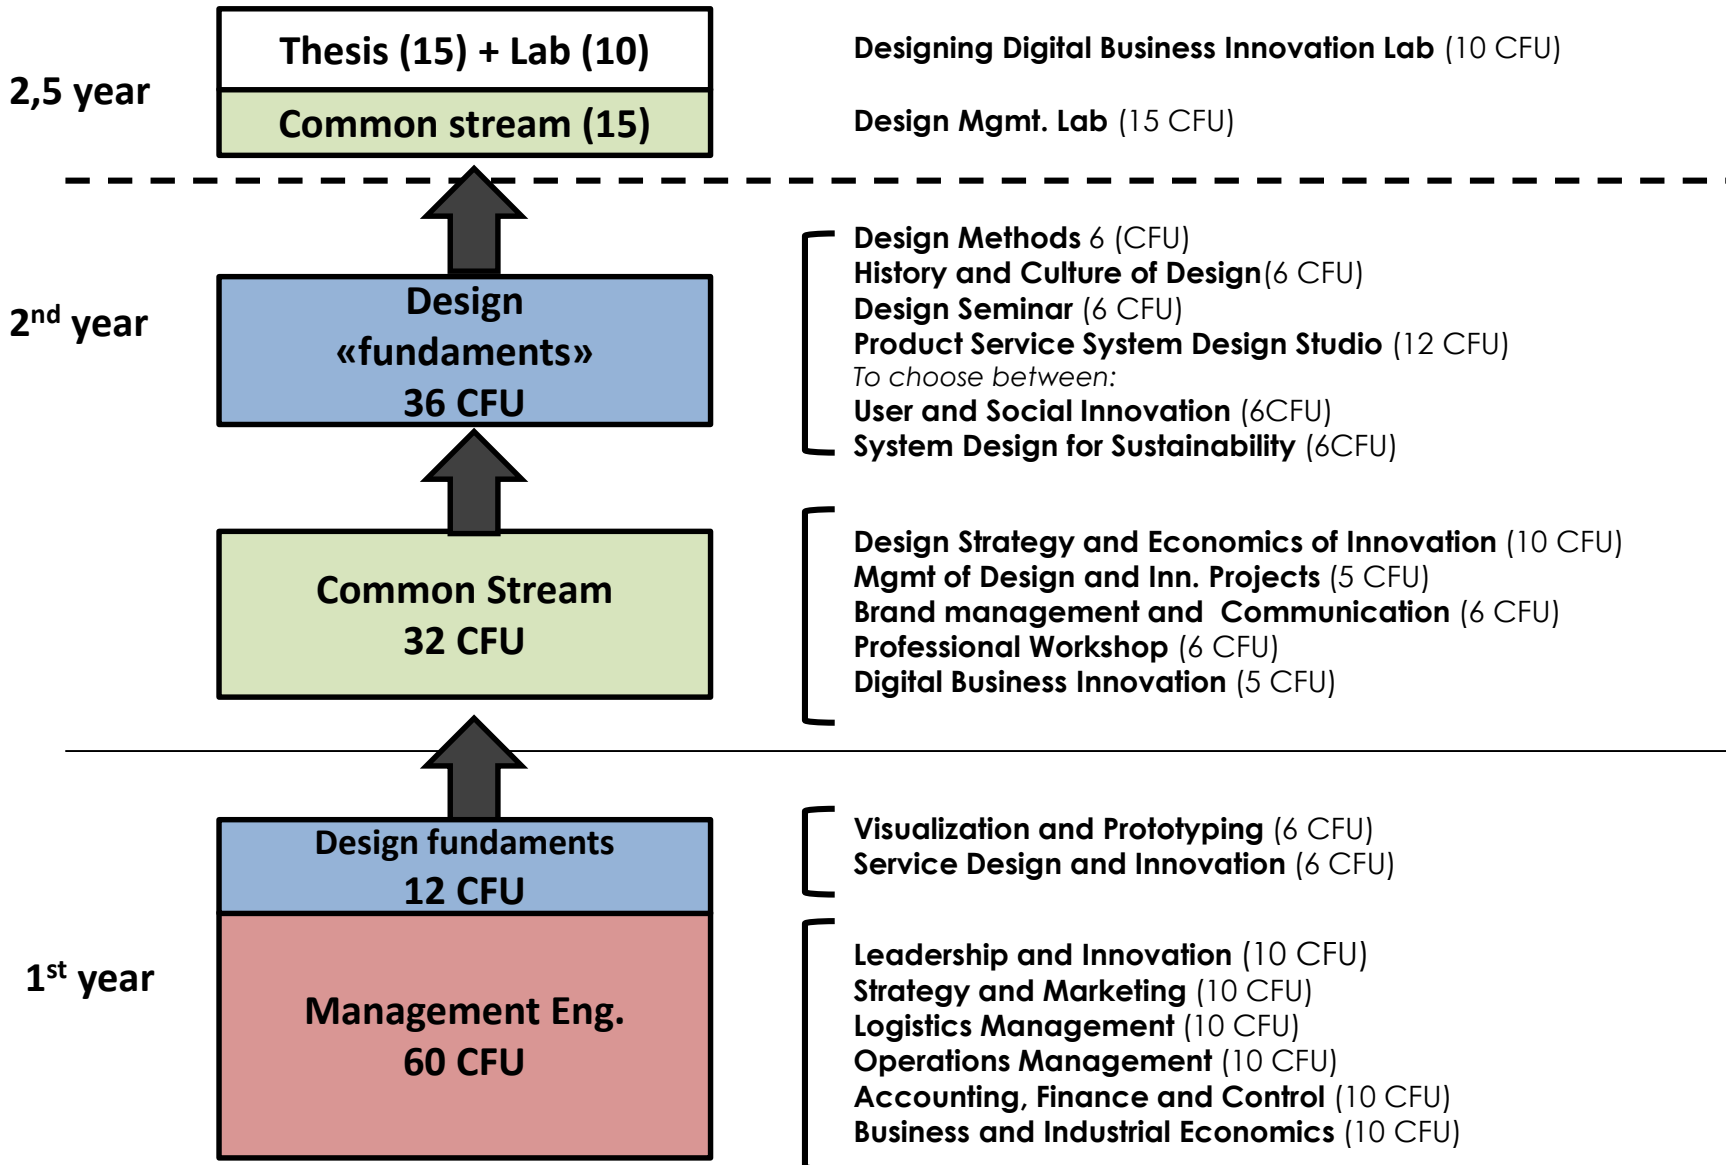 Thesis (15) + Lab (10)
Designing Digital Business Innovation Lab (10 CFU)
2,5 year
Common stream (15)
Design Mgmt. Lab (15 CFU)
2nd year
Design
«fundaments»
36 CFU
Design Methods 6 (CFU)
History and Culture of Design(6 CFU)
Design Seminar (6 CFU)
Product Service System Design Studio (12 CFU)
To choose between:
User and Social Innovation (6CFU)
System Design for Sustainability (6CFU)
Common Stream
32 CFU
Design Strategy and Economics of Innovation (10 CFU)
Mgmt of Design and Inn. Projects (5 CFU)
Brand management and  Communication (6 CFU)
Professional Workshop (6 CFU)
Digital Business Innovation (5 CFU)
Design fundaments
12 CFU
Visualization and Prototyping (6 CFU)
Service Design and Innovation (6 CFU)
1st year
Management Eng.
60 CFU
Leadership and Innovation (10 CFU)
Strategy and Marketing (10 CFU)
Logistics Management (10 CFU)
Operations Management (10 CFU)
Accounting, Finance and Control (10 CFU)
Business and Industrial Economics (10 CFU)